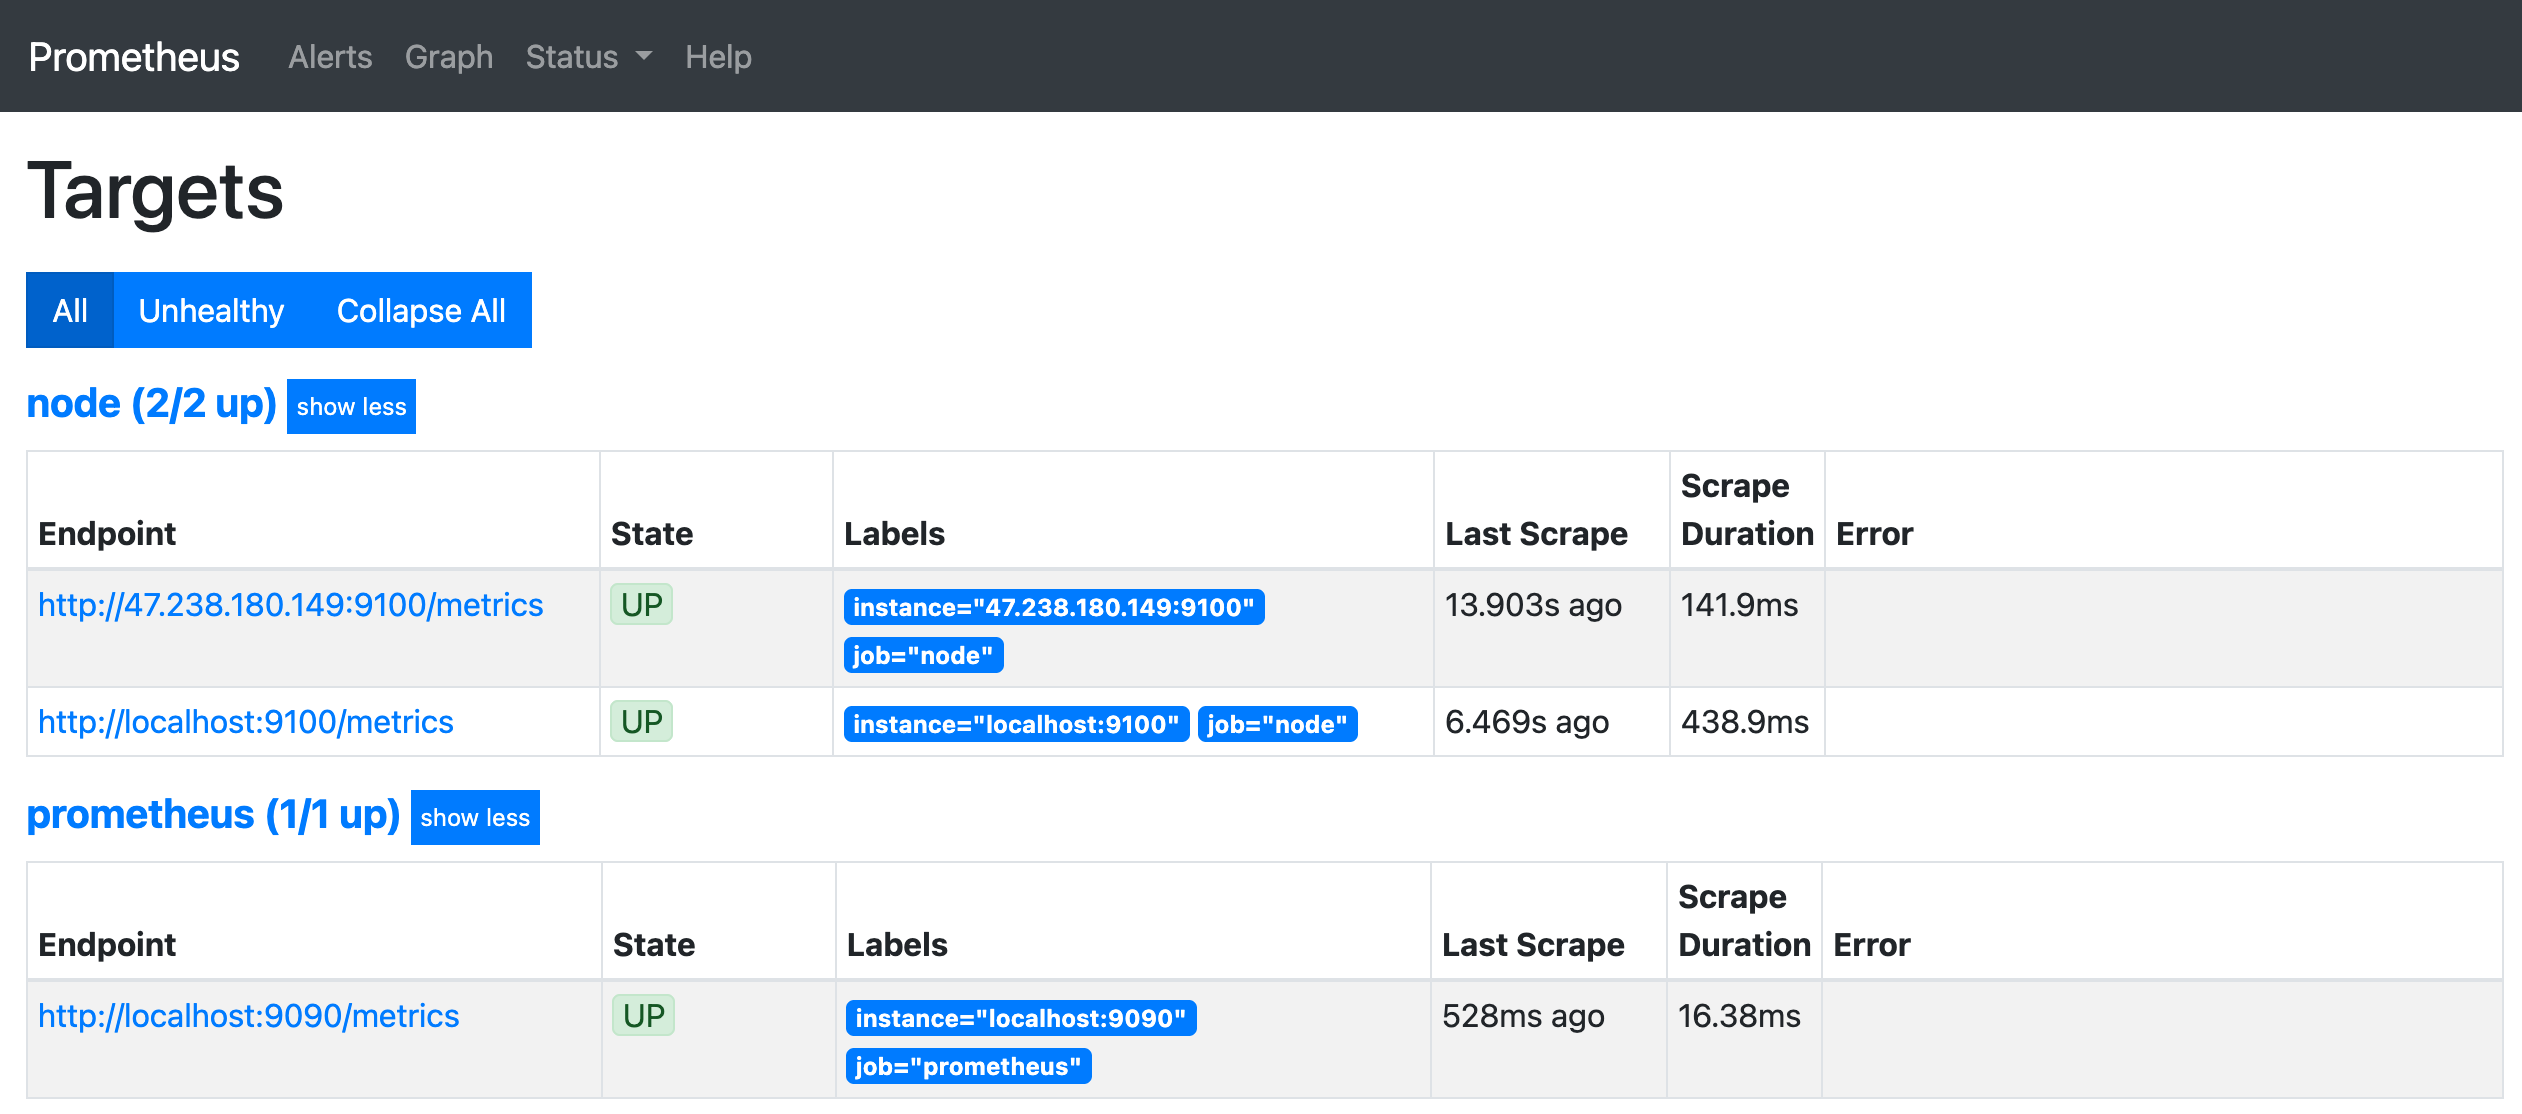 Prometheus Alerts Graph Status Help
Targets
All Unhealthy Collapse All
node (2/2 up) show less
Endpoint State Labels Last Scrape Scrape Duration Error
http://47.238.180.149:9100/metrics UP instance="47.238.180.149:9100" 13.903s ago 141.9ms
job="node"
http://localhost:9100/metrics UP instance="localhost:9100" job="node" 6.469s ago 438.9ms
prometheus (1/1 up) show less
Endpoint State Labels Last Scrape Scrape Duration Error
http://localhost:9090/metrics UP instance="localhost:9090" 528ms ago 16.38ms
job="prometheus"